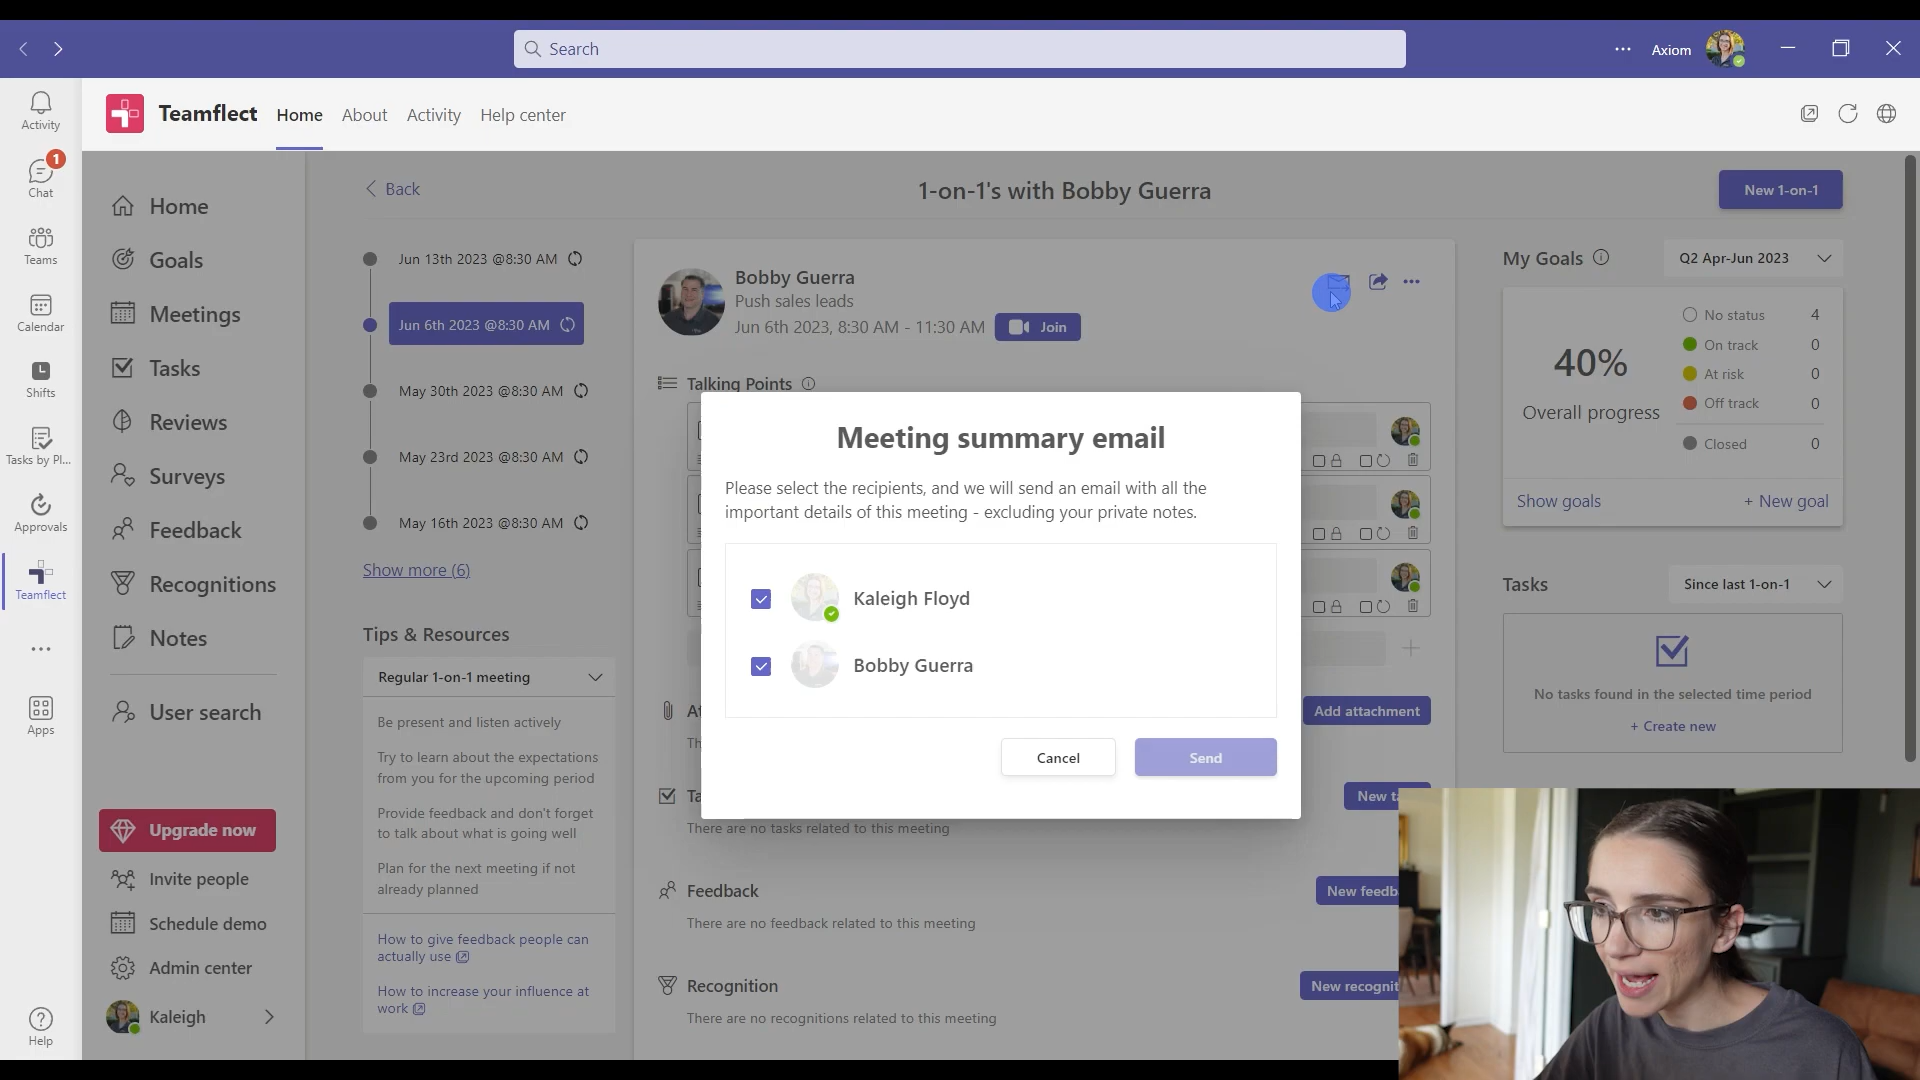 Search
Axiom
Activity
1
Chat
Teams
Calendar
Shifts
Tasks by Pl...
Approvals
Teamflect
Apps
Help
Teamflect
Home
About
Activity
Help center
Home
Goals
Meetings
Tasks
Reviews
Surveys
Feedback
Recognitions
Notes
User search
Upgrade now
Invite people
Schedule demo
Admin center
Kaleigh
Back
1-on-1's with Bobby Guerra
New 1-on-1
Jun 13th 2023 @8:30 AM
Jun 6th 2023 @8:30 AM
May 30th 2023 @8:30 AM
May 23rd 2023 @8:30 AM
May 16th 2023 @8:30 AM
Show more (6)
Tips & Resources
Regular 1-on-1 meeting
Be present and listen actively
Try to learn about the expectations
from you for the upcoming period
Provide feedback and don't forget
to talk about what is going well
Plan for the next meeting if not
already planned
How to give feedback people can
actually use
How to increase your influence at
work
Bobby Guerra
Push sales leads
Jun 6th 2023, 8:30 AM - 11:30 AM
Join
Talking Points
Meeting summary email
Please select the recipients, and we will send an email with all the
important details of this meeting - excluding your private notes.
Kaleigh Floyd
Bobby Guerra
Cancel
Send
Add attachment
There are no tasks related to this meeting
Feedback
New feedb
There are no feedback related to this meeting
Recognition
New recognit
There are no recognitions related to this meeting
My Goals
Q2 Apr-Jun 2023
40%
Overall progress
No status 4
On track 0
At risk 0
Off track 0
Closed 0
Show goals
+ New goal
Tasks
Since last 1-on-1
No tasks found in the selected time period
+ Create new